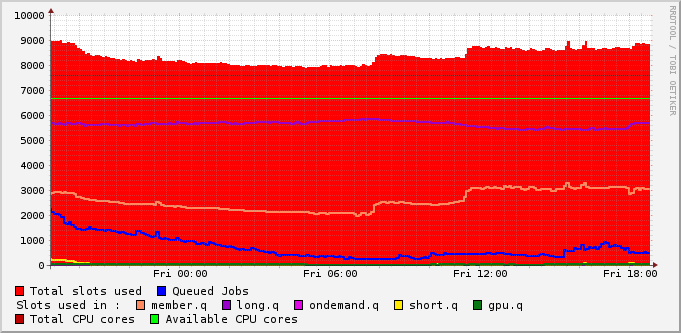 10000
9000
8000
7000
6000
5000
4000
3000
2000
1000
0
Fri 00:00 Fri 06:00 Fri 12:00 Fri 18:00
Total slots used Queued Jobs
Slots used in : member.q long.q ondemand.q short.q gpu.q
Total CPU cores Available CPU cores
RRDTOOL / TOBI OETIKER